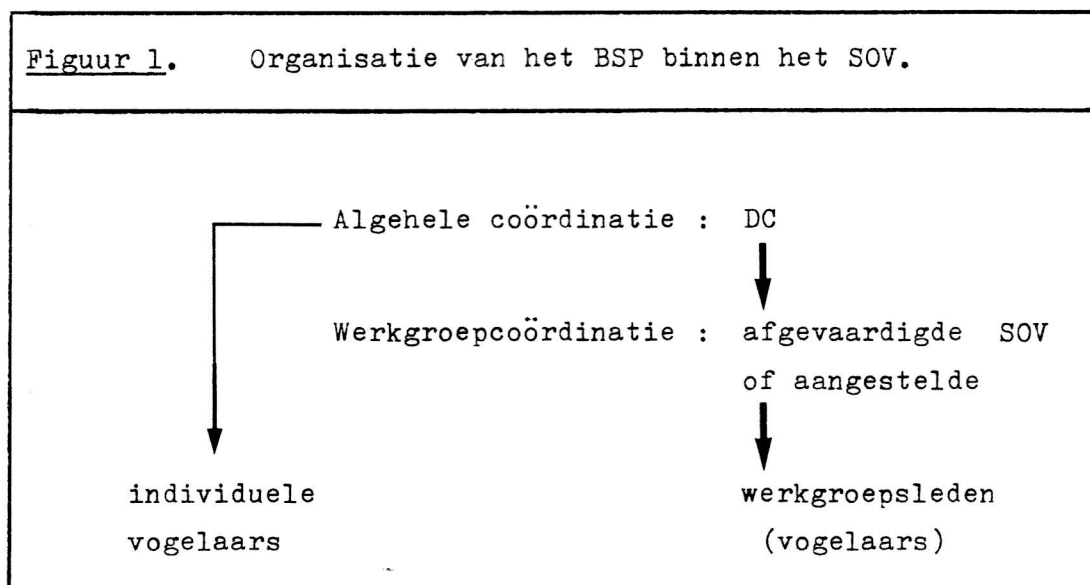 Figuur 1. Organisatie van het BSP binnen het SOV.
Algehele coördinatie : DC
Werkgroepcoördinatie : afgevaardigde SOV
of aangestelde
individuele
vogelaars
werkgroepsleden
(vogelaars)